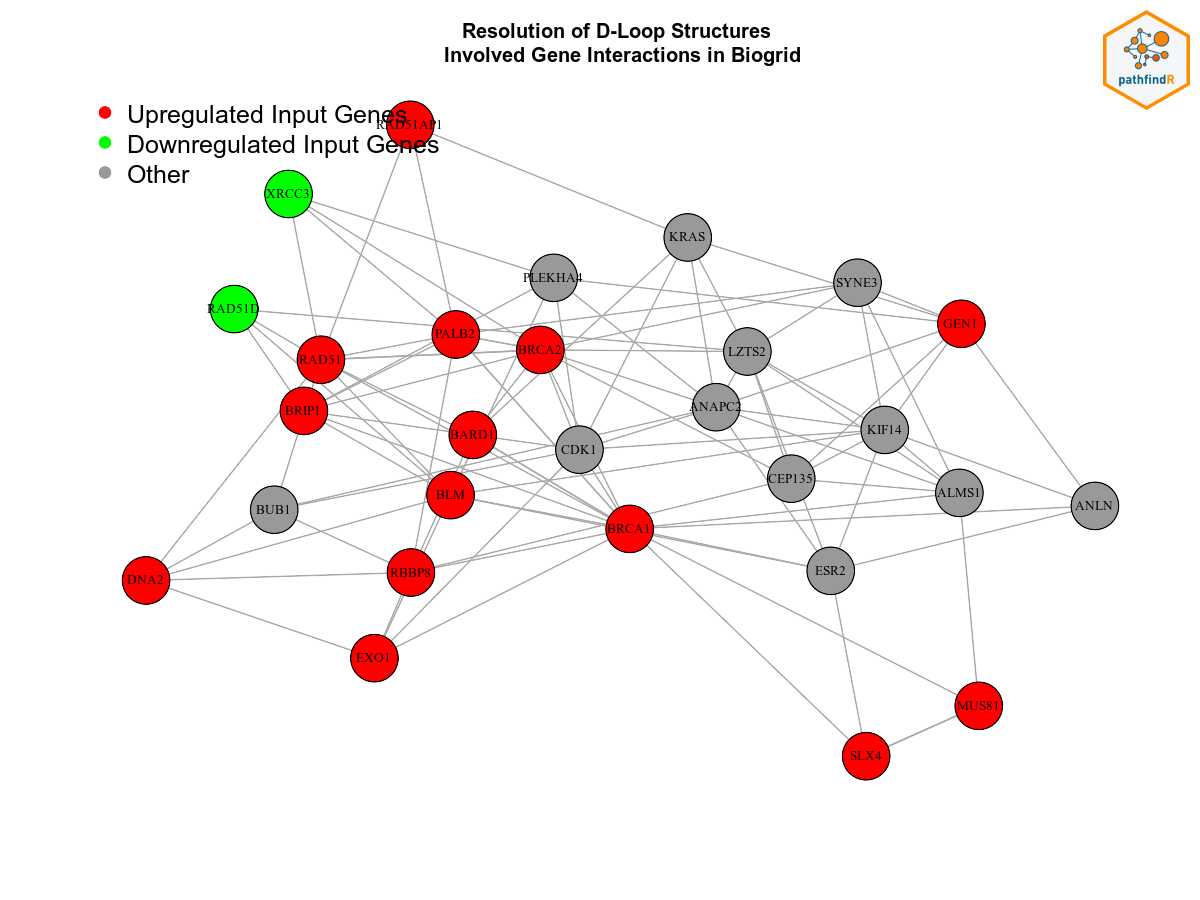 Resolution of D-Loop Structures
Involved Gene Interactions in Biogrid
pathfindR
Upregulated Input Genes
Downregulated Input Genes
Other
RAD51AP1
XRCC3
KRAS
PLEKHA4
SYNE3
RAD51D
GEN1
PALB2
BRCA2
LZTS2
RAD51
BRIP1
ANAPC2
BARD1
KIF14
CDK1
CEP135
BLM
ALMS1
ANLN
BUB1
BRCA1
ESR2
RBBP8
DNA2
EXO1
MUS81
SLX4